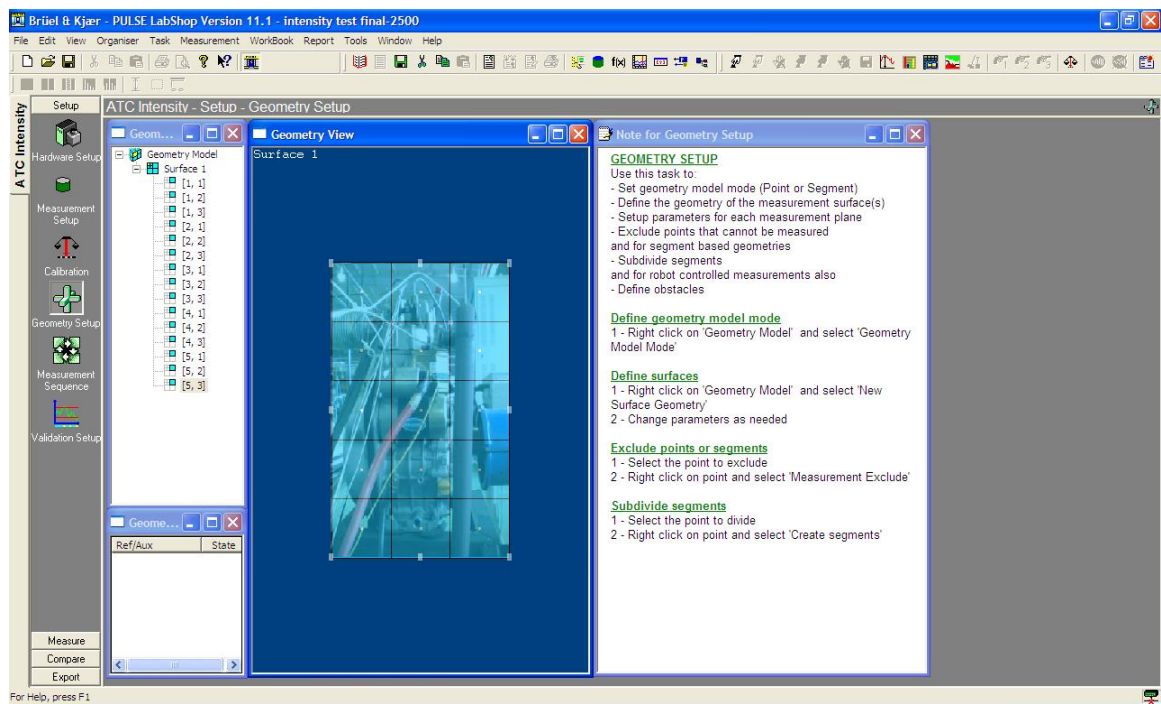 Brüel & Kjær - PULSE LabShop Version 11.1 - intensity test final-2500
File Edit View Organiser Task Measurement WorkBook Report Tools Window Help
ATC Intensity
Setup
Hardware Setup
Measurement
Setup
Calibration
Geometry Setup
Measurement
Sequence
Validation Setup
Measure
Compare
Export
ATC Intensity - Setup - Geometry Setup
Geom...
Geometry Model
Surface 1
[1, 1]
[1, 2]
[1, 3]
[2, 1]
[2, 2]
[2, 3]
[3, 1]
[3, 2]
[3, 3]
[4, 1]
[4, 2]
[4, 3]
[5, 1]
[5, 2]
[5, 3]
Geome...
Ref/Aux State
Geometry View
Surface 1
Note for Geometry Setup
GEOMETRY SETUP
Use this task to:
- Set geometry model mode (Point or Segment)
- Define the geometry of the measurement surface(s)
- Setup parameters for each measurement plane
- Exclude points that cannot be measured
and for segment based geometries
- Subdivide segments
and for robot controlled measurements also
- Define obstacles
Define geometry model mode
1 - Right click on 'Geometry Model' and select 'Geometry
Model Mode'
Define surfaces
1 - Right click on 'Geometry Model' and select 'New
Surface Geometry'
2 - Change parameters as needed
Exclude points or segments
1 - Select the point to exclude
2 - Right click on point and select 'Measurement Exclude'
Subdivide segments
1 - Select the point to divide
2 - Right click on point and select 'Create segments'
For Help, press F1